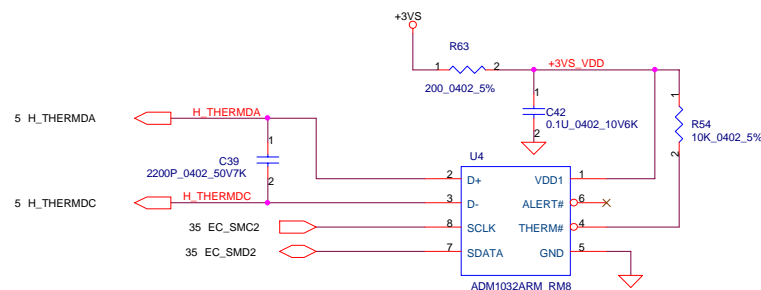 +3VS
R63
1
2
+3VS_VDD
200_0402_5%
1
C42
0.1U_0402_10V6K
2
1
R54
10K_0402_5%
2
5 H_THERMDA
H_THERMDA
1
C39
2200P_0402_50V7K
2
5 H_THERMDC
H_THERMDC
35 EC_SMC2
35 EC_SMD2
U4
2 D+ VDD1 1
3 D- ALERT# 6
8 SCLK THERM# 4
7 SDATA GND 5
ADM1032ARM_RM8